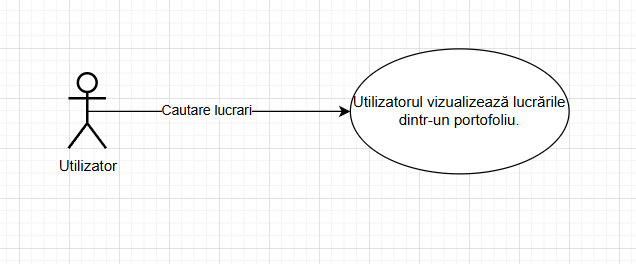 Cautare lucrari
Utilizatorul vizualizează lucrările
dintr-un portofoliu.
Utilizator